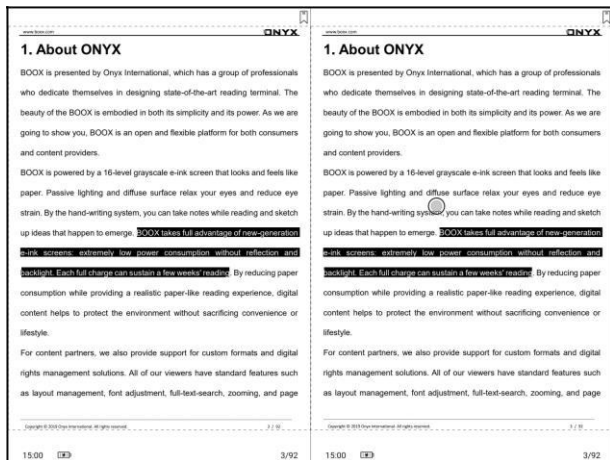 www.boox.com ONYX
1. About ONYX
BOOX is presented by Onyx International, which has a group of professionals
who dedicate themselves in designing state-of-the-art reading terminal. The
beauty of the BOOX is embodied in both its simplicity and its power. As we are
going to show you, BOOX is an open and flexible platform for both consumers
and content providers.
BOOX is powered by a 16-level grayscale e-ink screen that looks and feels like
paper. Passive lighting and diffuse surface relax your eyes and reduce eye
strain. By the hand-writing system, you can take notes while reading and sketch
up ideas that happen to emerge. BOOX takes full advantage of new-generation
e-ink screens: extremely low power consumption without reflection and
backlight. Each full charge can sustain a few weeks' reading. By reducing paper
consumption while providing a realistic paper-like reading experience, digital
content helps to protect the environment without sacrificing convenience or
lifestyle.
For content partners, we also provide support for custom formats and digital
rights management solutions. All of our viewers have standard features such
as layout management, font adjustment, full-text-search, zooming, and page
15:00 3/92
www.boox.com ONYX
1. About ONYX
BOOX is presented by Onyx International, which has a group of professionals
who dedicate themselves in designing state-of-the-art reading terminal. The
beauty of the BOOX is embodied in both its simplicity and its power. As we are
going to show you, BOOX is an open and flexible platform for both consumers
and content providers.
BOOX is powered by a 16-level grayscale e-ink screen that looks and feels like
paper. Passive lighting and diffuse surface relax your eyes and reduce eye
strain. By the hand-writing system, you can take notes while reading and sketch
up ideas that happen to emerge. BOOX takes full advantage of new-generation
e-ink screens: extremely low power consumption without reflection and
backlight. Each full charge can sustain a few weeks' reading. By reducing paper
consumption while providing a realistic paper-like reading experience, digital
content helps to protect the environment without sacrificing convenience or
lifestyle.
For content partners, we also provide support for custom formats and digital
rights management solutions. All of our viewers have standard features such
as layout management, font adjustment, full-text-search, zooming, and page
15:00 3/92